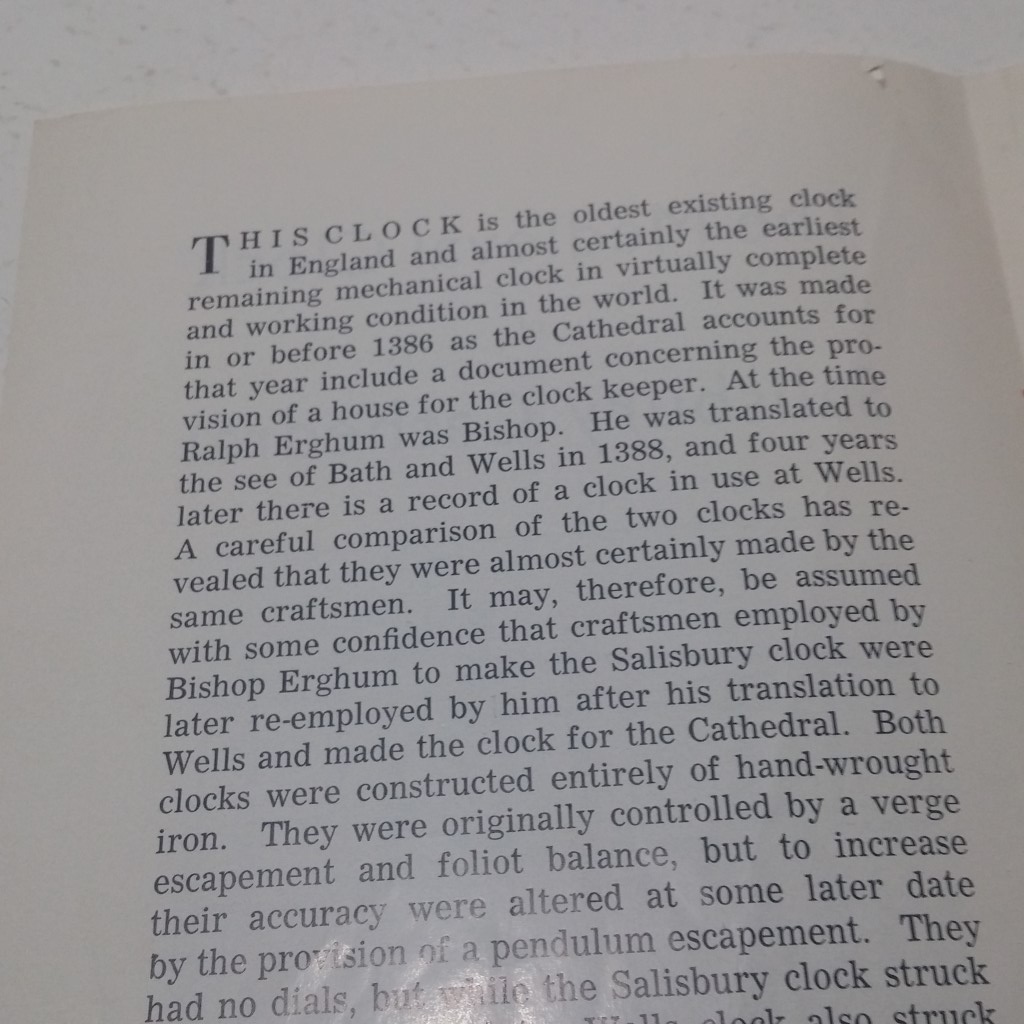 THIS CLOCK is the oldest existing clock
in England and almost certainly the earliest
remaining mechanical clock in virtually complete
and working condition in the world. It was made
in or before 1386 as the Cathedral accounts for
that year include a document concerning the pro-
vision of a house for the clock keeper. At the time
Ralph Erghum was Bishop. He was translated to
the see of Bath and Wells in 1388, and four years
later there is a record of a clock in use at Wells.
A careful comparison of the two clocks has re-
vealed that they were almost certainly made by the
same craftsmen. It may, therefore, be assumed
with some confidence that craftsmen employed by
Bishop Erghum to make the Salisbury clock were
later re-employed by him after his translation to
Wells and made the clock for the Cathedral. Both
clocks were constructed entirely of hand-wrought
iron. They were originally controlled by a verge
escapement and foliot balance, but to increase
their accuracy were altered at some later date
by the provision of a pendulum escapement. They
had no dials, but while the Salisbury clock struck
Wells clock also struck